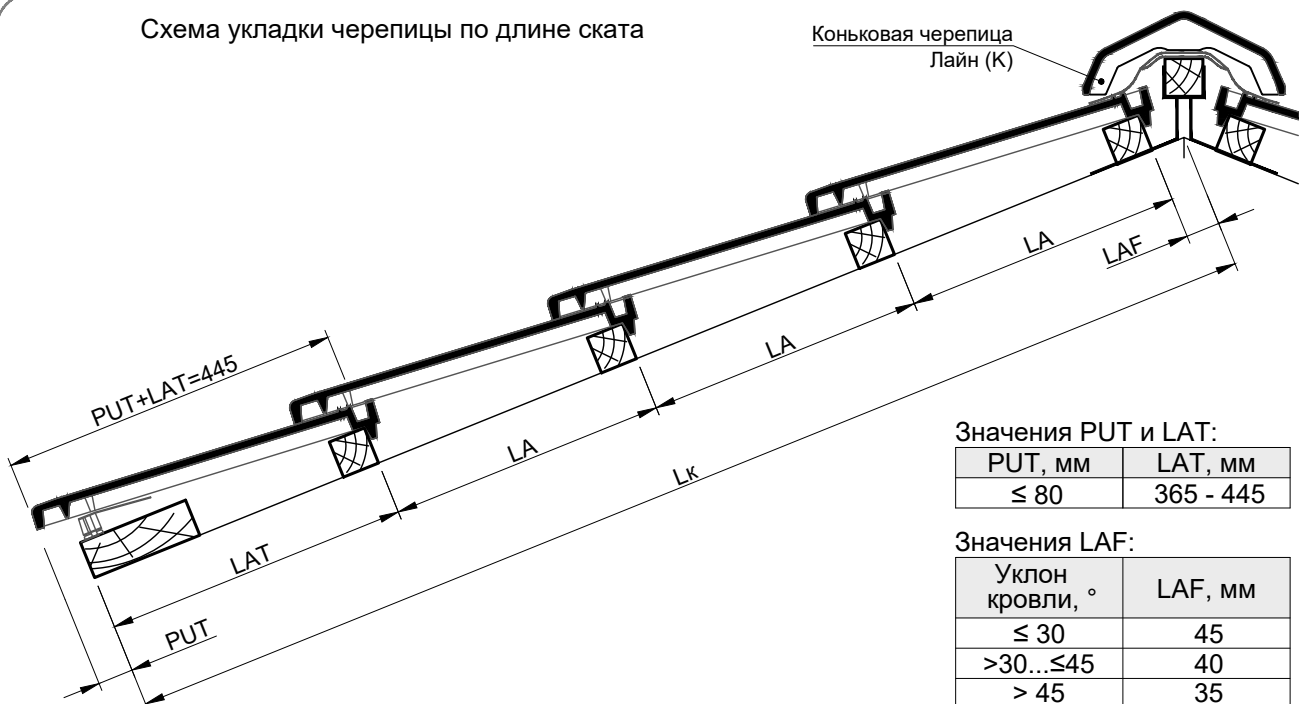 Схема укладки черепицы по длине ската
Коньковая черепица
Лайн (K)
LA
LAF
LA
PUT+LAT=445
LA
Lк
LAT
PUT
Значения PUT и LAT:
PUT, мм LAT, мм
≤ 80 365 - 445
Значения LAF:
Уклон
кровли, ° LAF, мм
≤ 30 45
>30...≤45 40
> 45 35